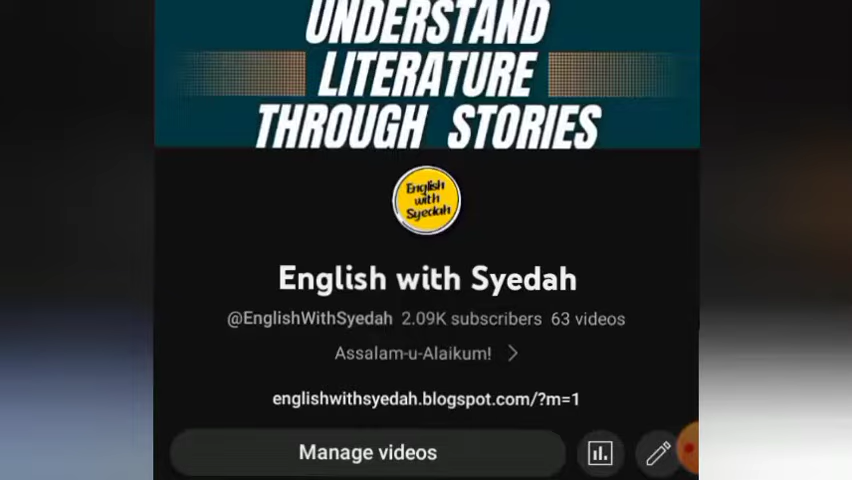 UNDERSTAND
LITERATURE
THROUGH STORIES
English
with
Syedah
English with Syedah
@EnglishWithSyedah 2.09K subscribers 63 videos
Assalam-u-Alaikum!
englishwithsyedah.blogspot.com/?m=1
Manage videos